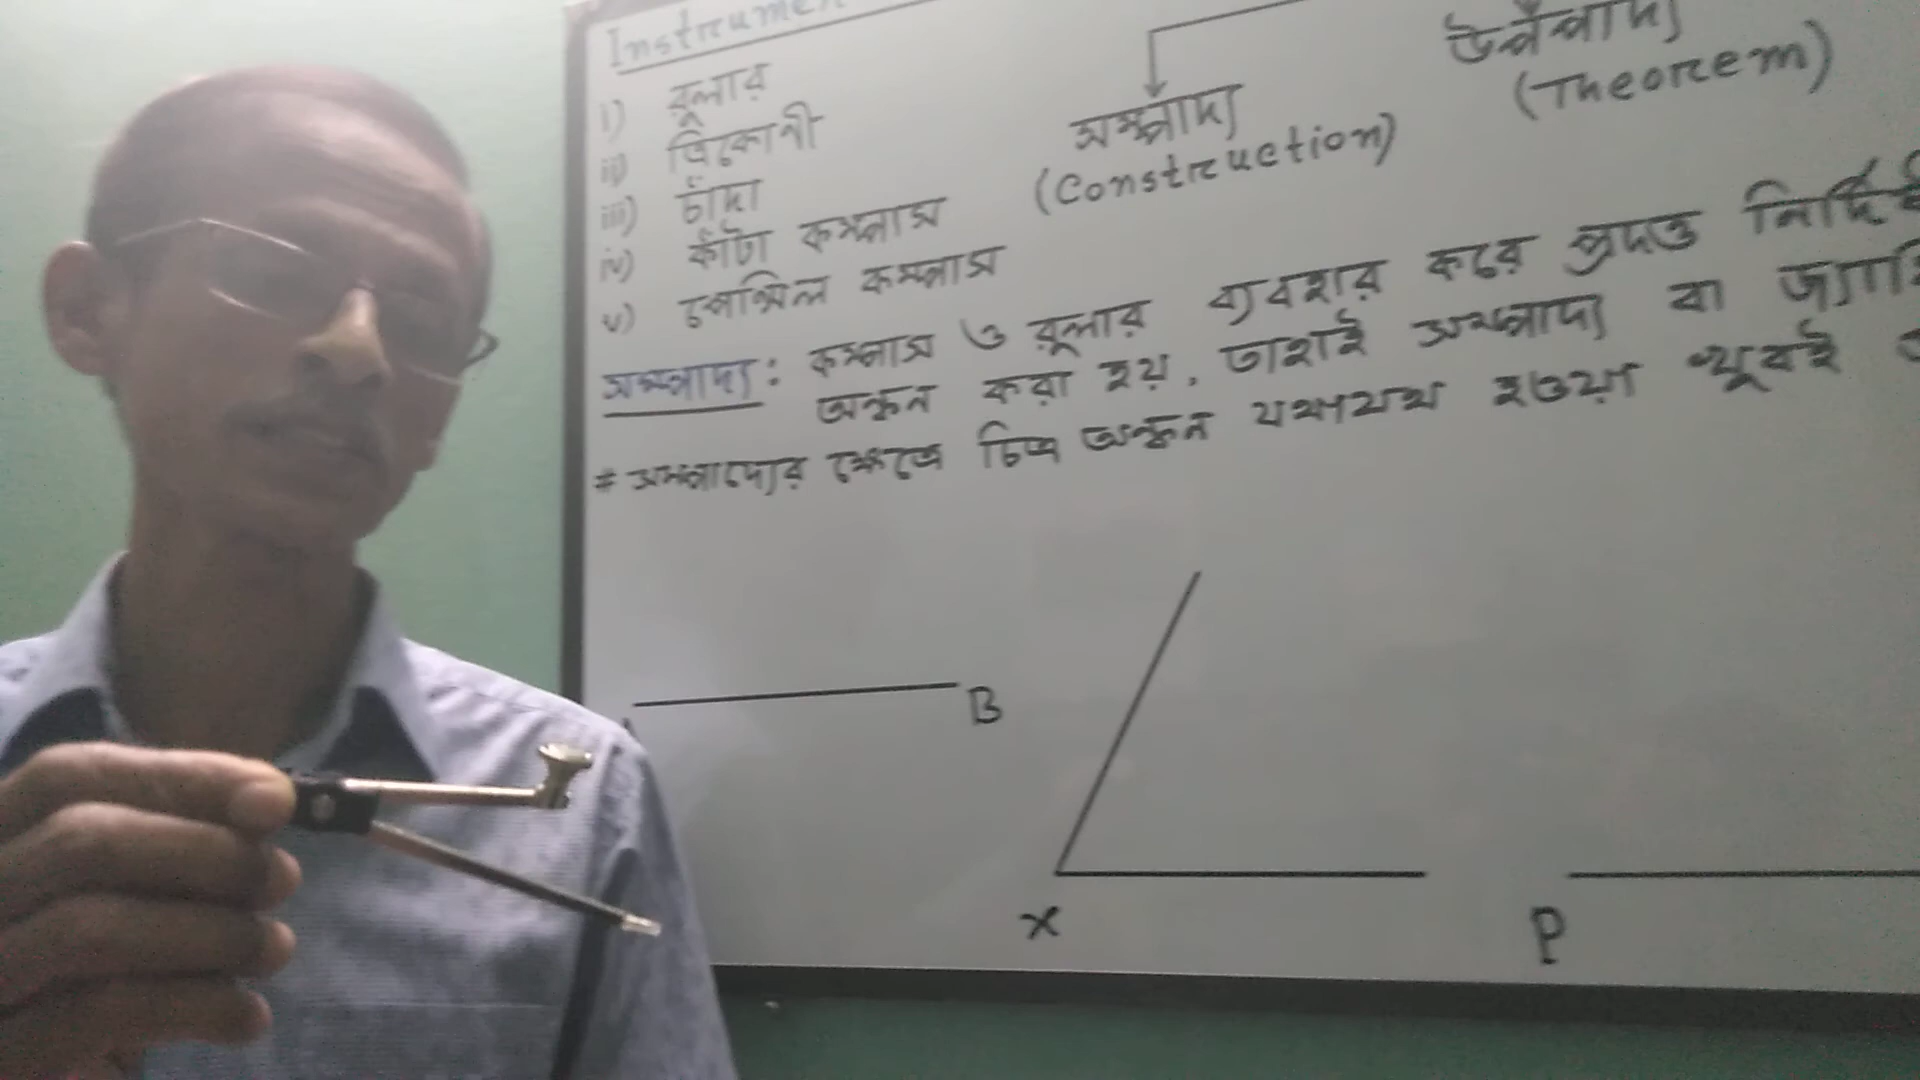 Instrumen
i) রুলার
ii) ত্রিকোণী
iii) চাঁদা
iv) কাঁটা কম্পাস
v) পেন্সিল কম্পাস
সম্পাদ্য
(Construction)
উপপাদ্য
(Theorem)
সম্পাদ্য : কম্পাস ও রুলার ব্যবহার করে প্রদত্ত
অঙ্কন করা হয়, তাহাই সম্পাদ্য বা
# সম্পাদ্যের ক্ষেত্রে চিত্র অঙ্কন যথাযথ হওয়া খুবই
B
X
P